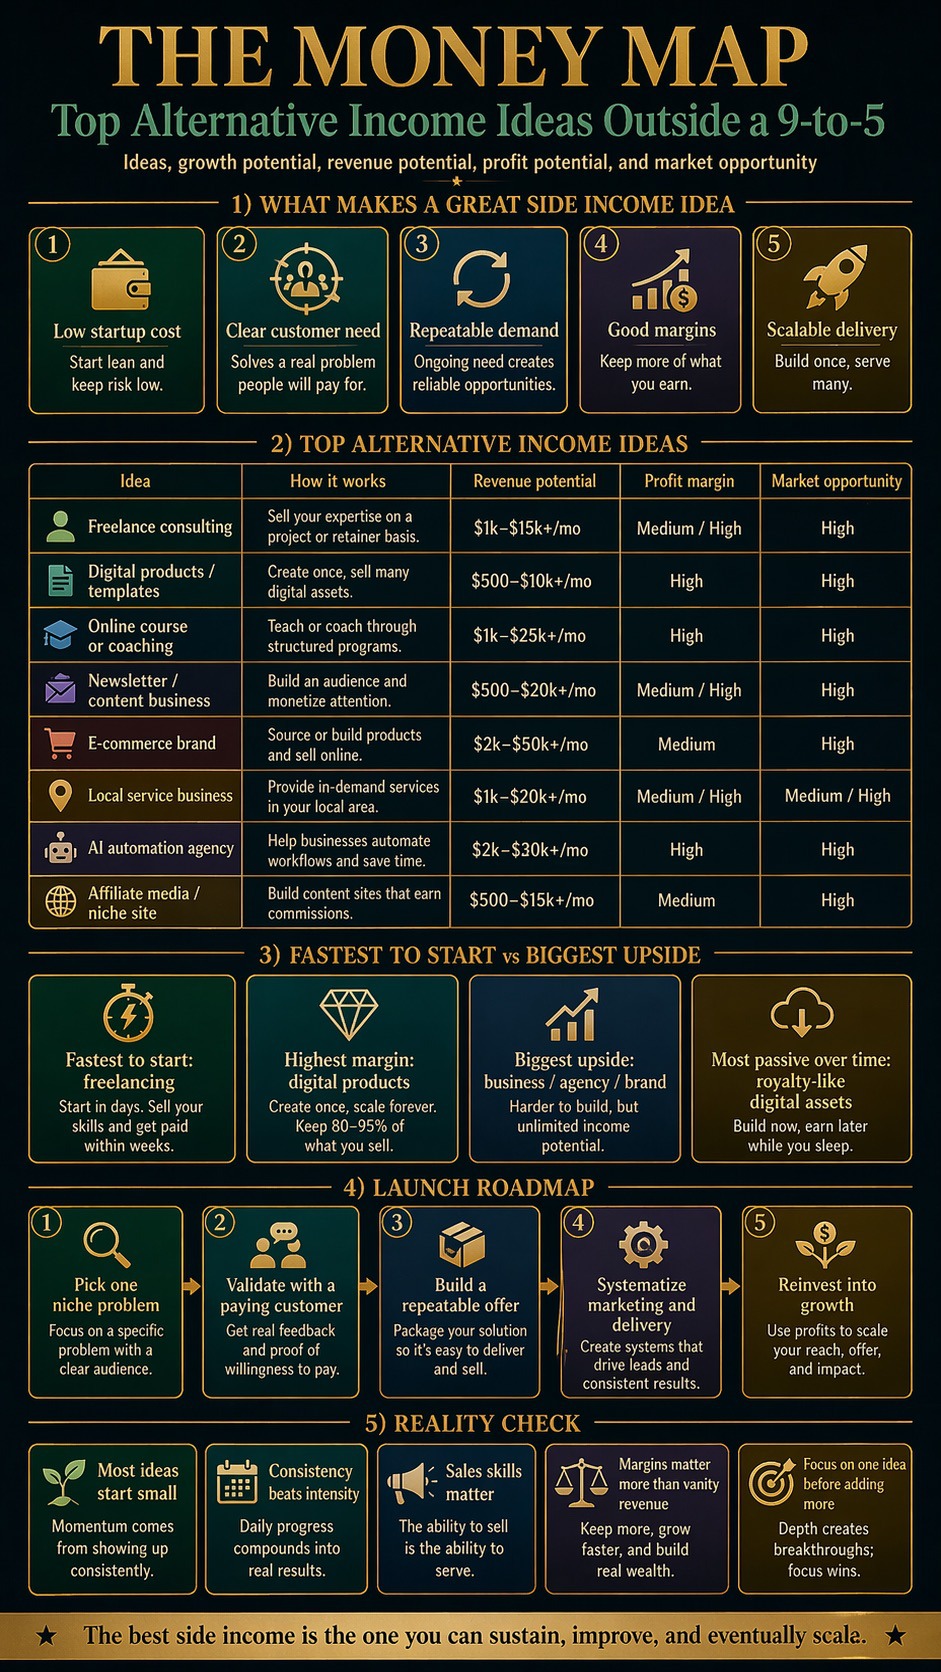 THE MONEY MAP
Top Alternative Income Ideas Outside a 9-to-5
Ideas, growth potential, revenue potential, profit potential, and market opportunity
1) WHAT MAKES A GREAT SIDE INCOME IDEA
1
Low startup cost
Start lean and
keep risk low.
2
Clear customer need
Solves a real problem
people will pay for.
3
Repeatable demand
Ongoing need creates
reliable opportunities.
4
$
Good margins
Keep more of what
you earn.
5
Scalable delivery
Build once, serve
many.
2) TOP ALTERNATIVE INCOME IDEAS
Idea How it works Revenue potential Profit margin Market opportunity
Freelance consulting
Sell your expertise on a
project or retainer basis.
$1k–$15k+/mo
Medium / High
High
Digital products /
templates
Create once, sell many
digital assets.
$500–$10k+/mo
High
High
Online course
or coaching
Teach or coach through
structured programs.
$1k–$25k+/mo
High
High
Newsletter /
content business
Build an audience and
monetize attention.
$500–$20k+/mo
Medium / High
High
E-commerce brand
Source or build products
and sell online.
$2k–$50k+/mo
Medium
High
Local service business
Provide in-demand services
in your local area.
$1k–$20k+/mo
Medium / High
Medium / High
AI automation agency
Help businesses automate
workflows and save time.
$2k–$30k+/mo
High
High
Affiliate media /
niche site
Build content sites that earn
commissions.
$500–$15k+/mo
Medium
High
3) FASTEST TO START vs BIGGEST UPSIDE
Fastest to start:
freelancing
Start in days. Sell your
skills and get paid
within weeks.
Highest margin:
digital products
Create once, scale forever.
Keep 80–95% of
what you sell.
Biggest upside:
business / agency / brand
Harder to build, but
unlimited income
potential.
Most passive over time:
royalty-like
digital assets
Build now, earn later
while you sleep.
4) LAUNCH ROADMAP
1
Pick one
niche problem
Focus on a specific
problem with a
clear audience.
2
Validate with a
paying customer
Get real feedback
and proof of
willingness to pay.
3
Build a
repeatable offer
Package your solution
so it's easy to deliver
and sell.
4
Systematize
marketing and
delivery
Create systems that
drive leads and
consistent results.
5
$
Reinvest into
growth
Use profits to scale
your reach, offer,
and impact.
5) REALITY CHECK
Most ideas
start small
Momentum comes
from showing up
consistently.
Consistency
beats intensity
Daily progress
compounds into
real results.
Sales skills
matter
The ability to sell
is the ability to
serve.
Margins matter
more than vanity
revenue
Keep more, grow
faster, and build
real wealth.
Focus on one idea
before adding
more
Depth creates
breakthroughs;
focus wins.
★ The best side income is the one you can sustain, improve, and eventually scale. ★